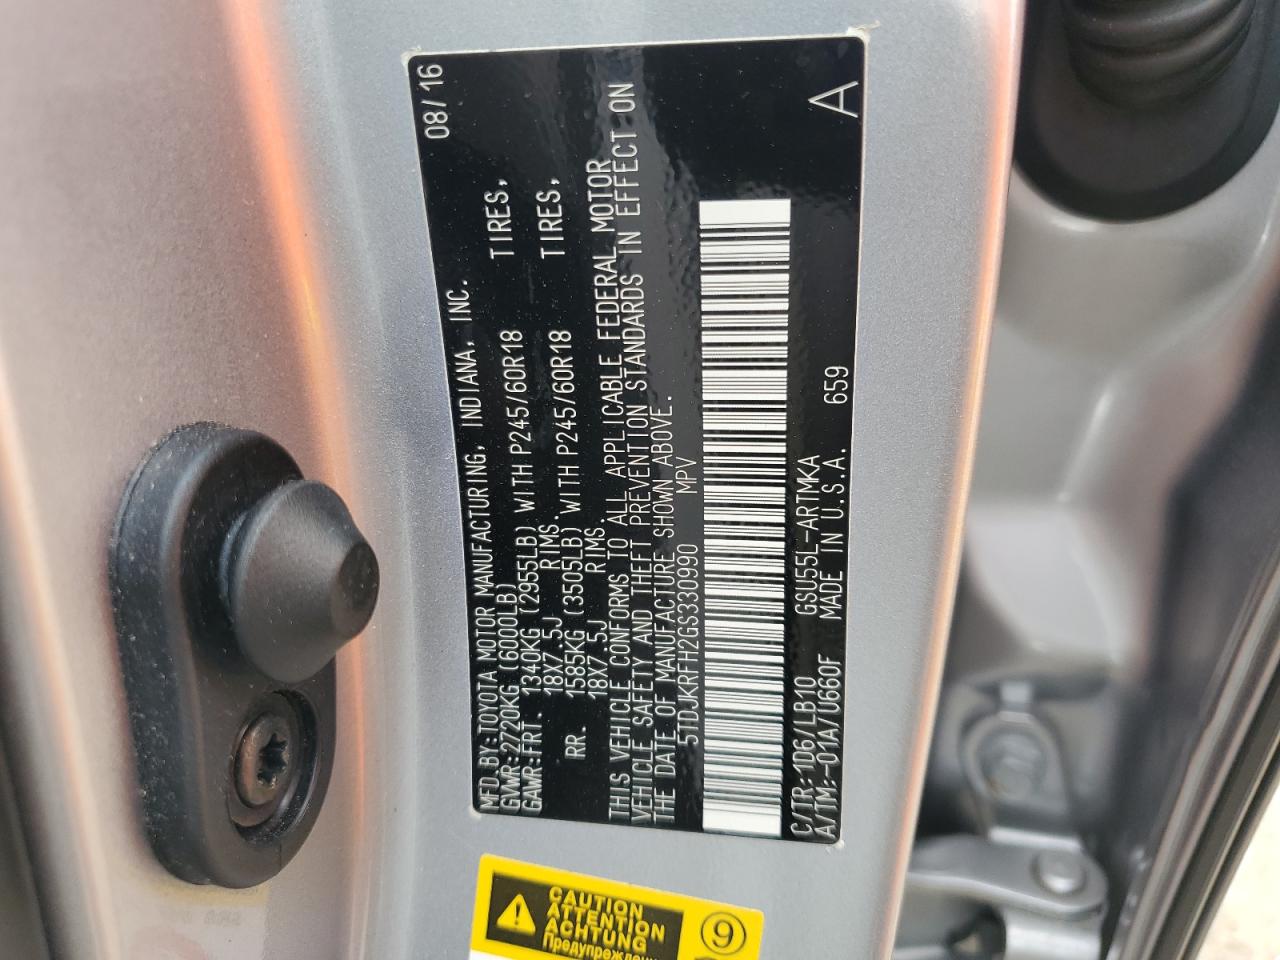 MFD.BY:TOYOTA MOTOR MANUFACTURING, INDIANA, INC. 08/16
GVWR:2720KG(6000LB)
GAWR:FRT. 1340KG (2955LB) WITH P245/60R18 TIRES,
18X7.5J RIMS.
RR. 1585KG (3505LB) WITH P245/60R18 TIRES,
18X7.5J RIMS.
THIS VEHICLE CONFORMS TO ALL APPLICABLE FEDERAL MOTOR
VEHICLE SAFETY AND THEFT PREVENTION STANDARDS IN EFFECT ON
THE DATE OF MANUFACTURE SHOWN ABOVE.
5TDJKRFH2GS330990 MPV
C/TR:1D6/LB10 GSU55L-ARTMKA 659
A/TM:-01A/U660F MADE IN U.S.A. A
CAUTION
ATTENTION
ACHTUNG
9